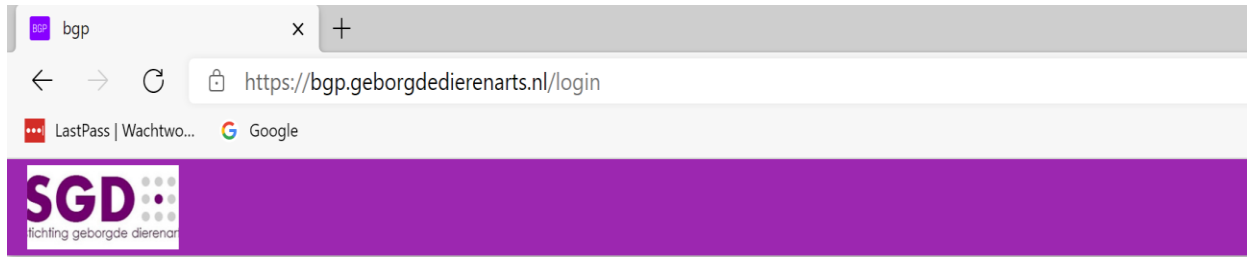 BGP bgp
https://bgp.geborgdedierenarts.nl/login
LastPass | Wachtwo... Google
SGD
tichting geborgde dierenar